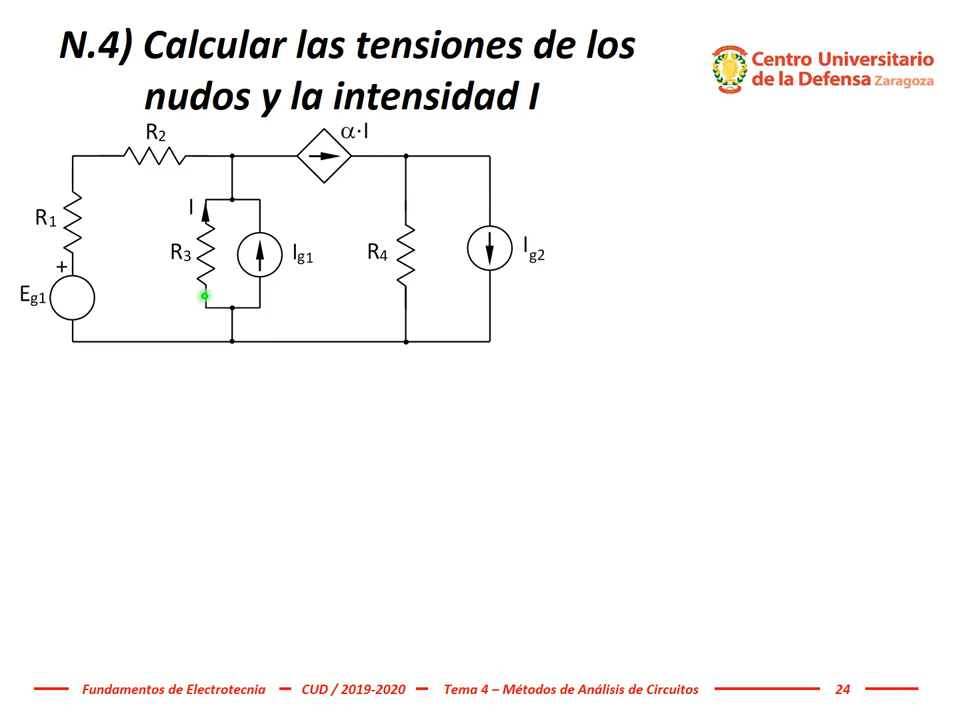 N.4) Calcular las tensiones de los
nudos y la intensidad I
Centro Universitario
de la Defensa Zaragoza
R2
α·I
R1
I
R3
Ig1
R4
Ig2
+
Eg1
Fundamentos de Electrotecnia
CUD / 2019-2020
Tema 4 – Métodos de Análisis de Circuitos
24